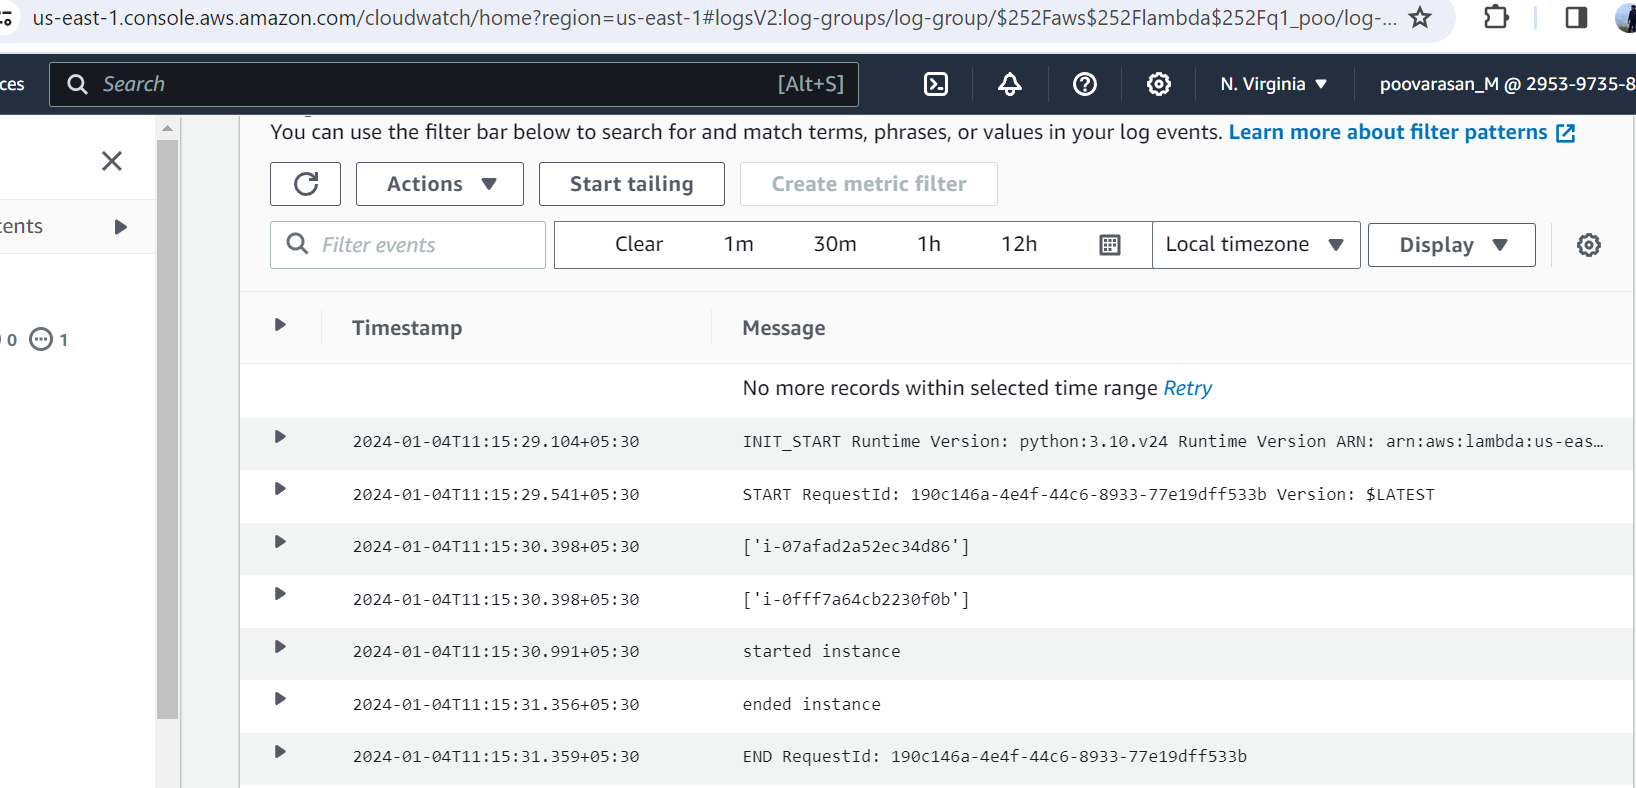 us-east-1.console.aws.amazon.com/cloudwatch/home?region=us-east-1#logsV2:log-groups/log-group/$252Faws$252Flambda$252Fq1_poo/log-...
ces Search [Alt+S] N. Virginia ▼ poovarasan_M @ 2953-9735-8
You can use the filter bar below to search for and match terms, phrases, or values in your log events. Learn more about filter patterns
Actions ▼ Start tailing Create metric filter
cents
Filter events Clear 1m 30m 1h 12h Local timezone ▼ Display ▼
Timestamp Message
0 1
No more records within selected time range Retry
2024-01-04T11:15:29.104+05:30 INIT_START Runtime Version: python:3.10.v24 Runtime Version ARN: arn:aws:lambda:us-eas…
2024-01-04T11:15:29.541+05:30 START RequestId: 190c146a-4e4f-44c6-8933-77e19dff533b Version: $LATEST
2024-01-04T11:15:30.398+05:30 ['i-07afad2a52ec34d86']
2024-01-04T11:15:30.398+05:30 ['i-0fff7a64cb2230f0b']
2024-01-04T11:15:30.991+05:30 started instance
2024-01-04T11:15:31.356+05:30 ended instance
2024-01-04T11:15:31.359+05:30 END RequestId: 190c146a-4e4f-44c6-8933-77e19dff533b